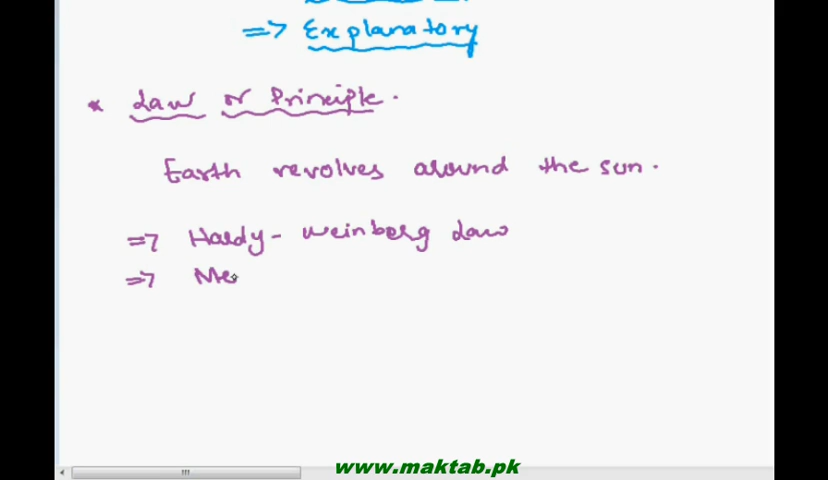 => Explanatory
* Law or Principle.
Earth revolves around the sun.
=> Hardy-weinberg Law
=> Me
www.maktab.pk